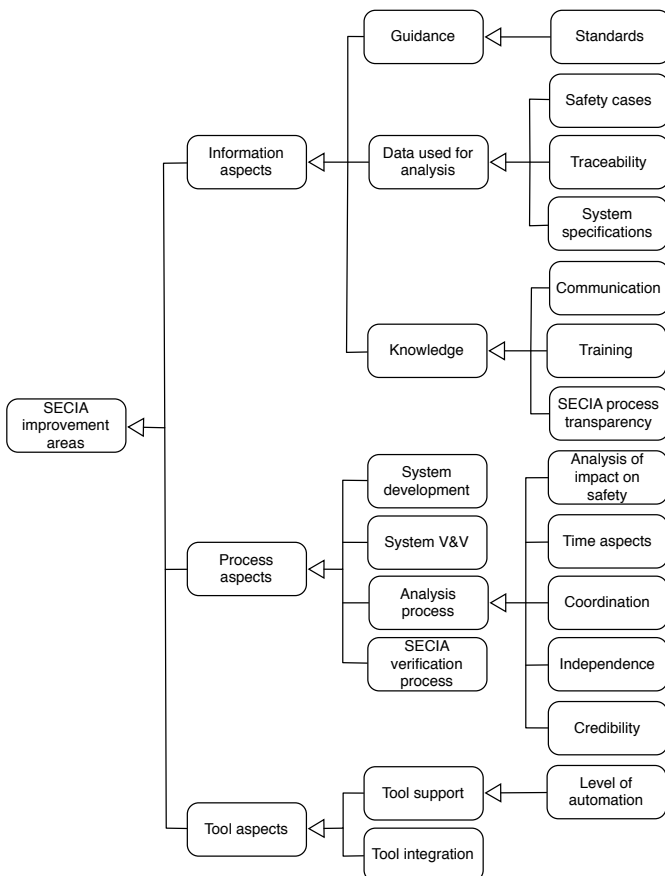 Guidance
Standards
Safety cases
Information
aspects
Data used for
analysis
Traceability
System
specifications
Communication
Knowledge
Training
SECIA process
transparency
SECIA
improvement
areas
Analysis of
impact on
safety
System
development
Time aspects
System V&V
Process
aspects
Analysis
process
Coordination
SECIA
verification
process
Independence
Credibility
Tool support
Level of
automation
Tool aspects
Tool integration